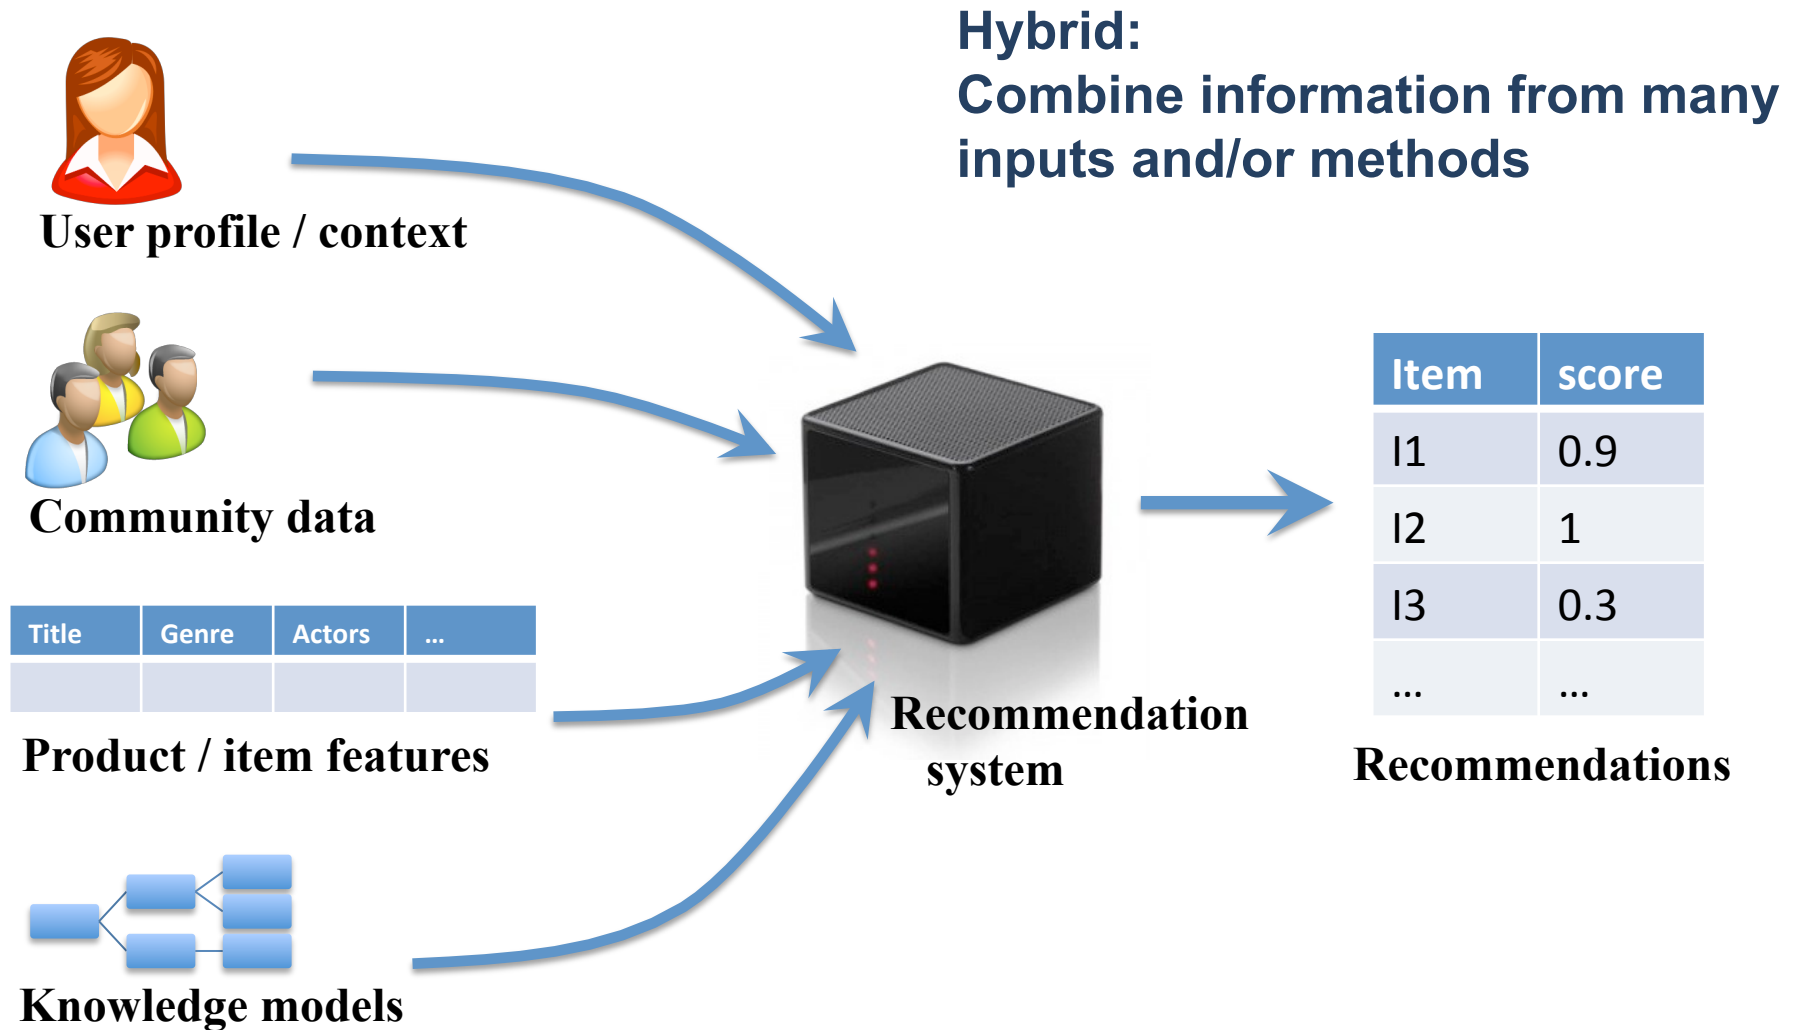 Hybrid:
Combine information from many
inputs and/or methods
User profile / context
Community data
Title Genre Actors ...
Product / item features
Knowledge models
Recommendation
system
Item score
I1 0.9
I2 1
I3 0.3
... ...
Recommendations